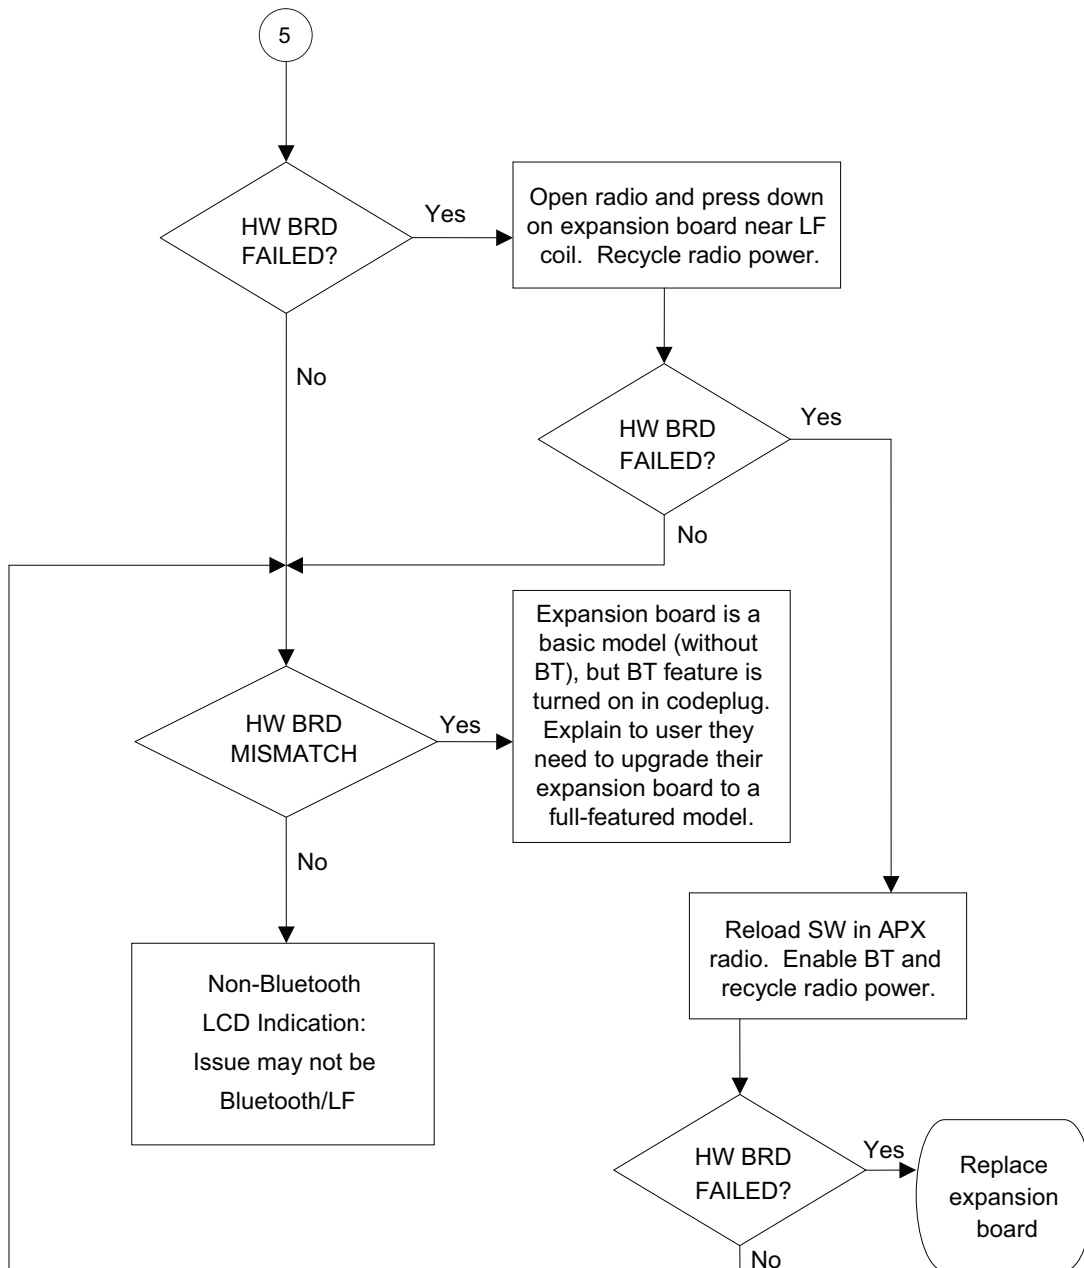 5
HW BRD
FAILED?
Yes
Open radio and press down
on expansion board near LF
coil. Recycle radio power.
No
HW BRD
FAILED?
Yes
No
HW BRD
MISMATCH
Yes
Expansion board is a
basic model (without
BT), but BT feature is
turned on in codeplug.
Explain to user they
need to upgrade their
expansion board to a
full-featured model.
No
Non-Bluetooth
LCD Indication:
Issue may not be
Bluetooth/LF
Reload SW in APX
radio. Enable BT and
recycle radio power.
HW BRD
FAILED?
Yes
Replace
expansion
board
No